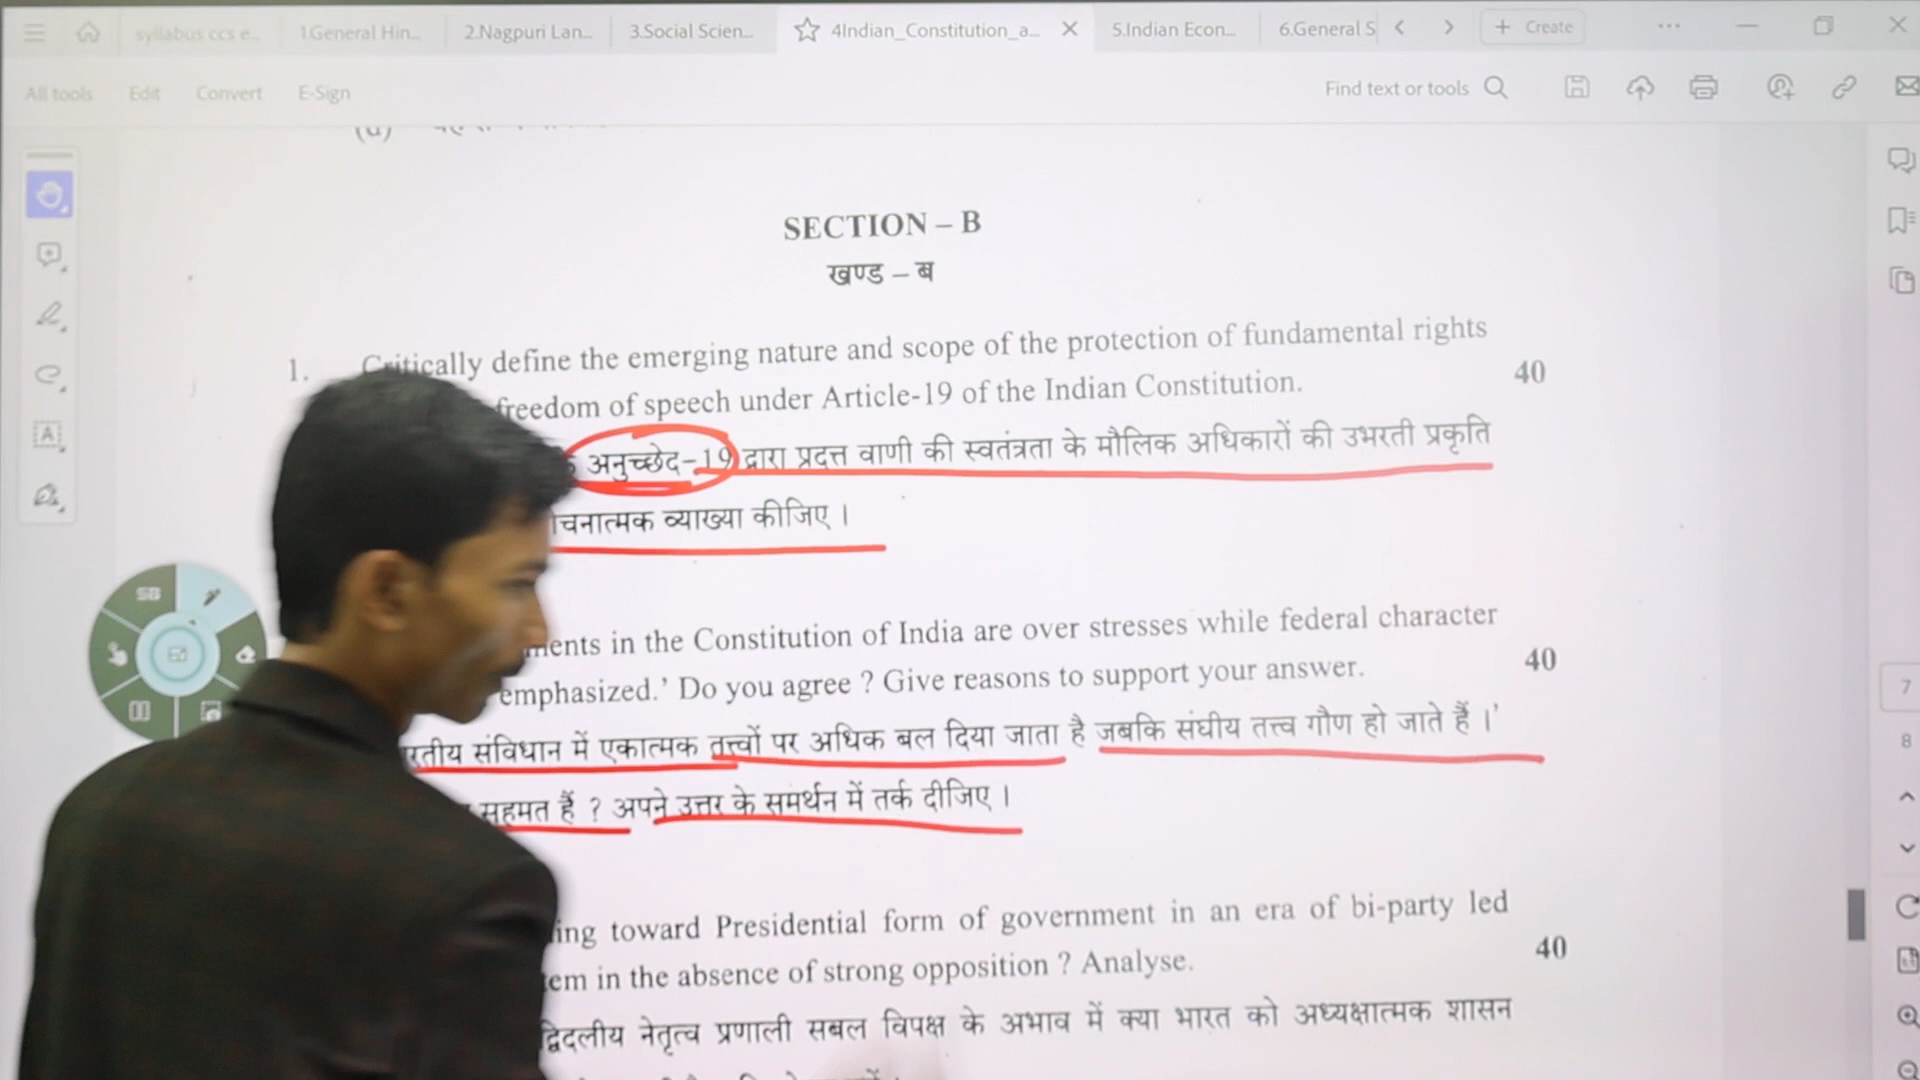 syllabus ccs e...
1.General Hin...
2.Nagpuri Lan...
3.Social Scien...
4Indian_Constitution_a...
5.Indian Econ...
6.General S
Create
All tools
Edit
Convert
E-Sign
Find text or tools
SECTION – B
खण्ड – ब
1. Critically define the emerging nature and scope of the protection of fundamental rights
freedom of speech under Article-19 of the Indian Constitution. 40
अनुच्छेद-19 द्वारा प्रदत्त वाणी की स्वतंत्रता के मौलिक अधिकारों की उभरती प्रकृति
चनात्मक व्याख्या कीजिए ।
ments in the Constitution of India are over stresses while federal character
emphasized.’ Do you agree ? Give reasons to support your answer. 40
रतीय संविधान में एकात्मक तत्त्वों पर अधिक बल दिया जाता है जबकि संघीय तत्त्व गौण हो जाते हैं ।’
सहमत हैं ? अपने उत्तर के समर्थन में तर्क दीजिए ।
ing toward Presidential form of government in an era of bi-party led
tem in the absence of strong opposition ? Analyse. 40
द्विदलीय नेतृत्व प्रणाली सबल विपक्ष के अभाव में क्या भारत को अध्यक्षात्मक शासन
SB
7
8